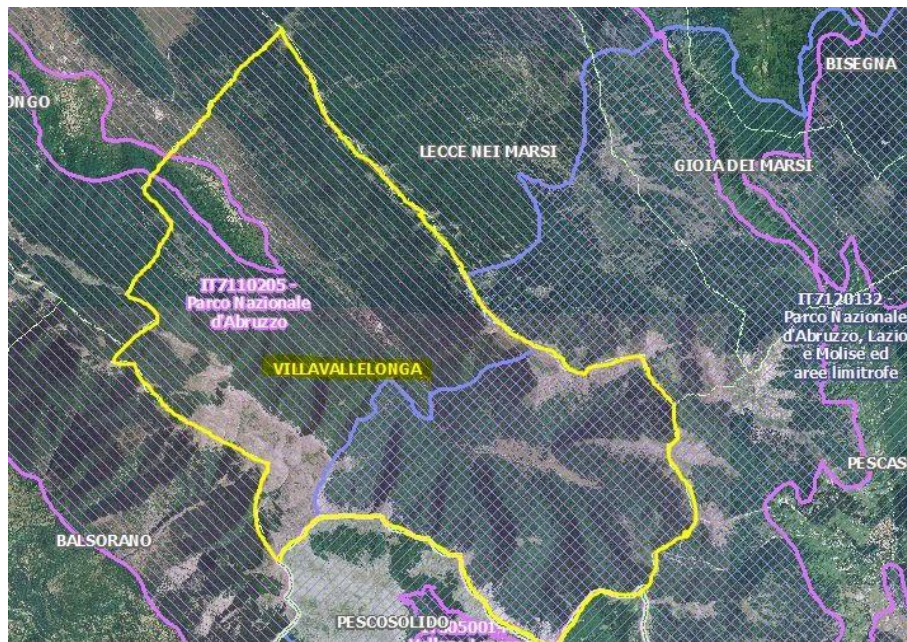 BISEGNA
ONGO
LECCE NEI MARSI
GIOIA DEI MARSI
IT7110205 -
Parco Nazionale
d'Abruzzo
IT7120132 -
Parco Nazionale
d'Abruzzo, Lazio
e Molise ed
aree limitrofe
VILLAVALLELONGA
PESCAS
BALSORANO
PESCOSOLIDO